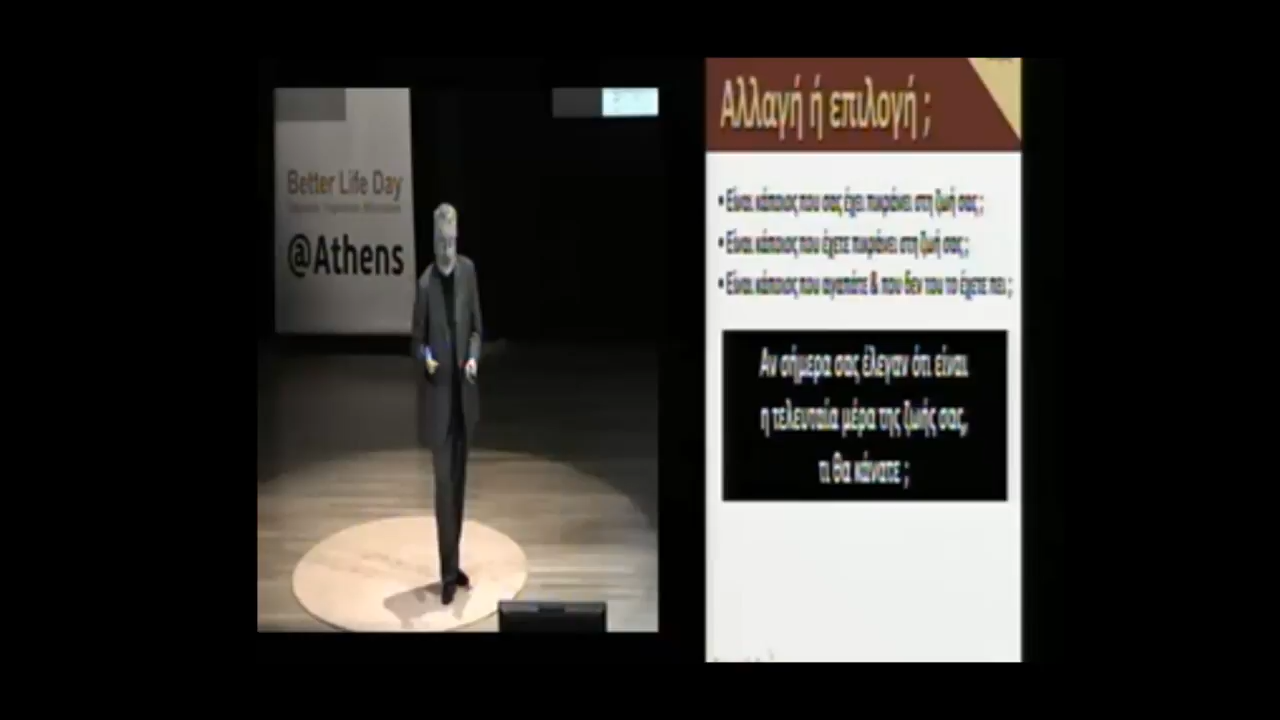 Better Life Day
@Athens
Αλλαγή ή επιλογή ;
• Είναι κάποιος που σας έχει πικράνει στη ζωή σας ;
• Είναι κάποιος που έχετε πικράνει στη ζωή σας ;
• Είναι κάποιος που αγαπάτε & που δεν του το έχετε πει ;
Αν σήμερα σας έλεγαν ότι είναι
η τελευταία μέρα της ζωής σας,
τι θα κάνατε ;